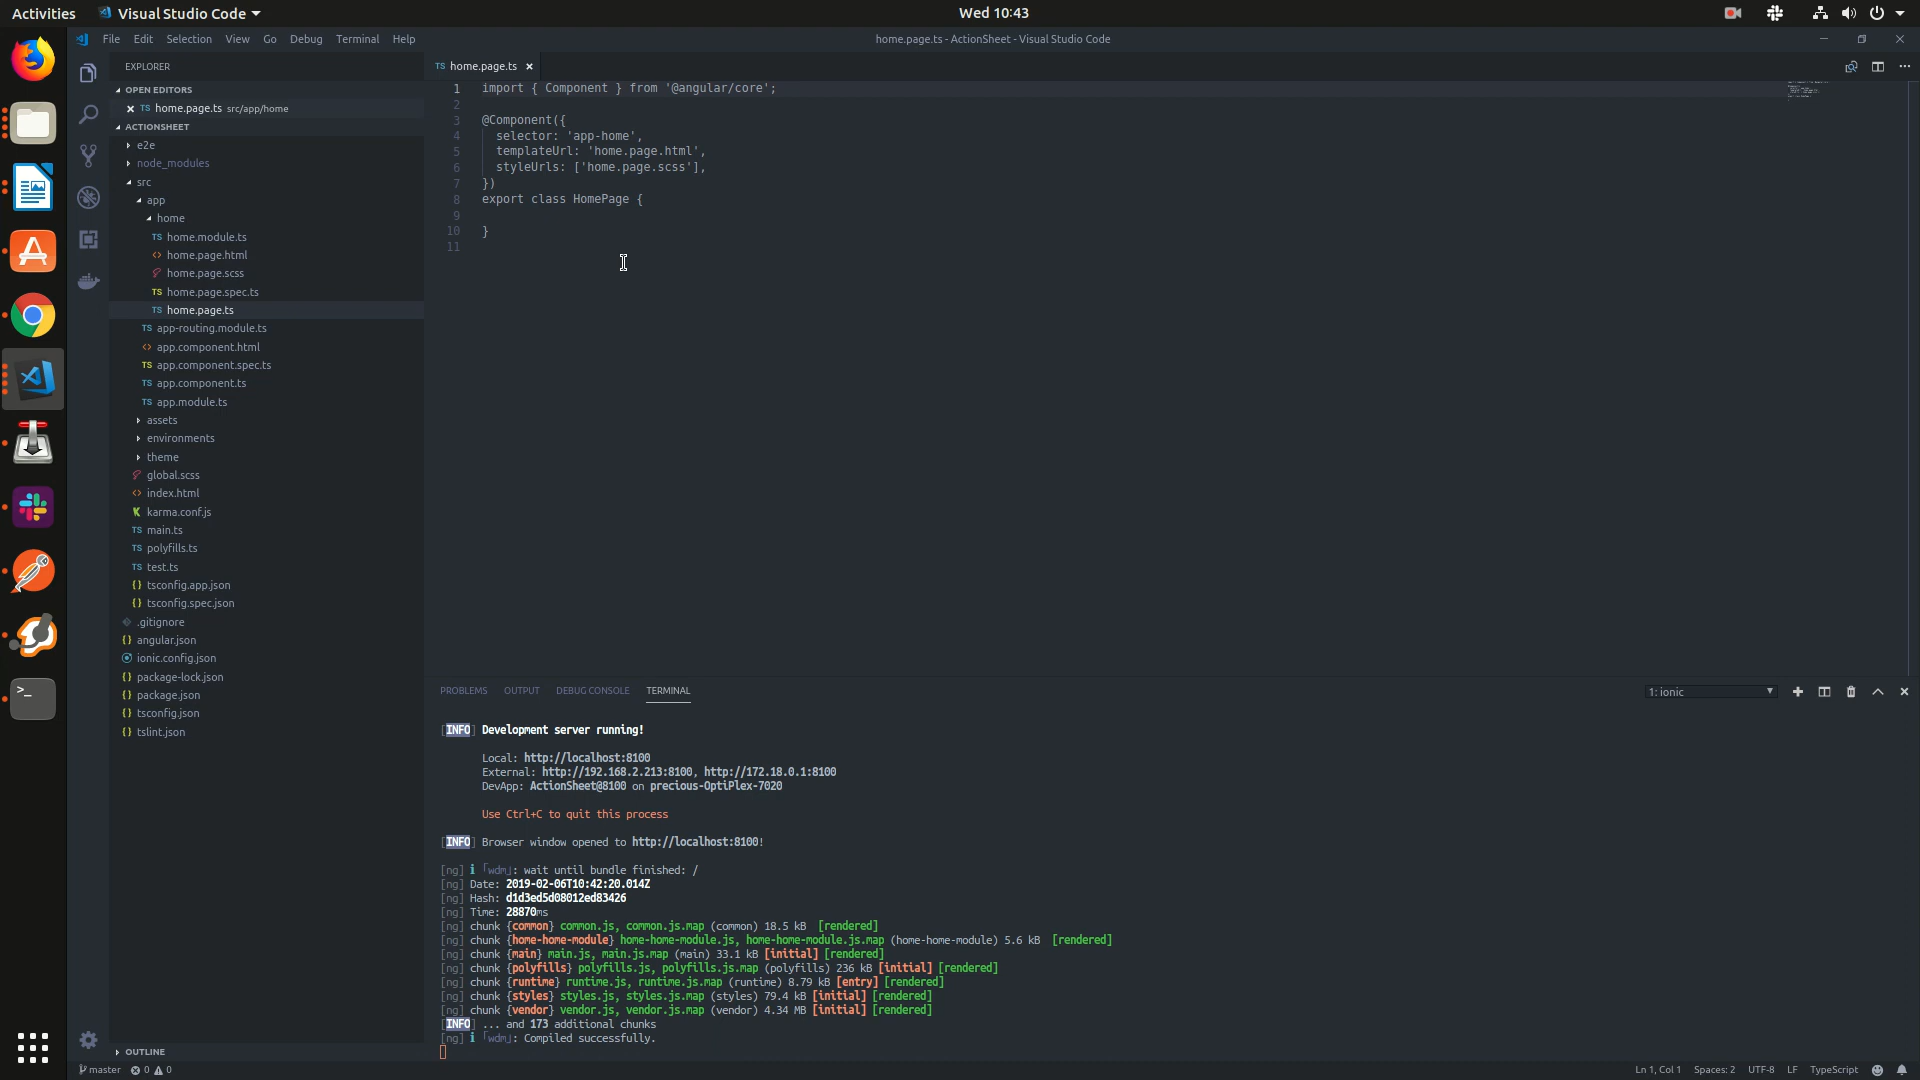 Activities
Visual Studio Code
Wed 10:43
File Edit Selection View Go Debug Terminal Help
home.page.ts - ActionSheet - Visual Studio Code
EXPLORER
OPEN EDITORS
TS home.page.ts src/app/home
ACTIONSHEET
e2e
node_modules
src
app
home
TS home.module.ts
<> home.page.html
home.page.scss
TS home.page.spec.ts
TS home.page.ts
TS app-routing.module.ts
<> app.component.html
TS app.component.spec.ts
TS app.component.ts
TS app.module.ts
assets
environments
theme
global.scss
<> index.html
karma.conf.js
TS main.ts
TS polyfills.ts
TS test.ts
{} tsconfig.app.json
{} tsconfig.spec.json
.gitignore
{} angular.json
ionic.config.json
{} package-lock.json
{} package.json
{} tsconfig.json
{} tslint.json
OUTLINE
TS home.page.ts
1 import { Component } from '@angular/core';
2
3 @Component({
4 selector: 'app-home',
5 templateUrl: 'home.page.html',
6 styleUrls: ['home.page.scss'],
7 })
8 export class HomePage {
9
10 }
11
PROBLEMS OUTPUT DEBUG CONSOLE TERMINAL
1: ionic
[INFO] Development server running!
Local: http://localhost:8100
External: http://192.168.2.213:8100, http://172.18.0.1:8100
DevApp: ActionSheet@8100 on precious-OptiPlex-7020
Use Ctrl+C to quit this process
[INFO] Browser window opened to http://localhost:8100!
[ng] ℹ 「wdm」: wait until bundle finished: /
[ng] Date: 2019-02-06T10:42:20.014Z
[ng] Hash: d1d3ed5d08012ed83426
[ng] Time: 28870ms
[ng] chunk {common} common.js, common.js.map (common) 18.5 kB [rendered]
[ng] chunk {home-home-module} home-home-module.js, home-home-module.js.map (home-home-module) 5.6 kB [rendered]
[ng] chunk {main} main.js, main.js.map (main) 33.1 kB [initial] [rendered]
[ng] chunk {polyfills} polyfills.js, polyfills.js.map (polyfills) 236 kB [initial] [rendered]
[ng] chunk {runtime} runtime.js, runtime.js.map (runtime) 8.79 kB [entry] [rendered]
[ng] chunk {styles} styles.js, styles.js.map (styles) 79.4 kB [initial] [rendered]
[ng] chunk {vendor} vendor.js, vendor.js.map (vendor) 4.34 MB [initial] [rendered]
[INFO] ... and 173 additional chunks
[ng] ℹ 「wdm」: Compiled successfully.
master 0 0
Ln 1, Col 1 Spaces: 2 UTF-8 LF TypeScript